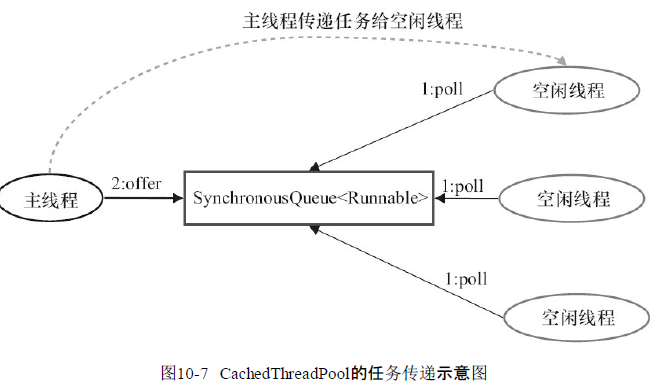 主线程传递任务给空闲线程
1:poll
空闲线程
2:offer
主线程
SynchronousQueue<Runnable>
1:poll
空闲线程
1:poll
空闲线程
图10-7 CachedThreadPool的任务传递示意图